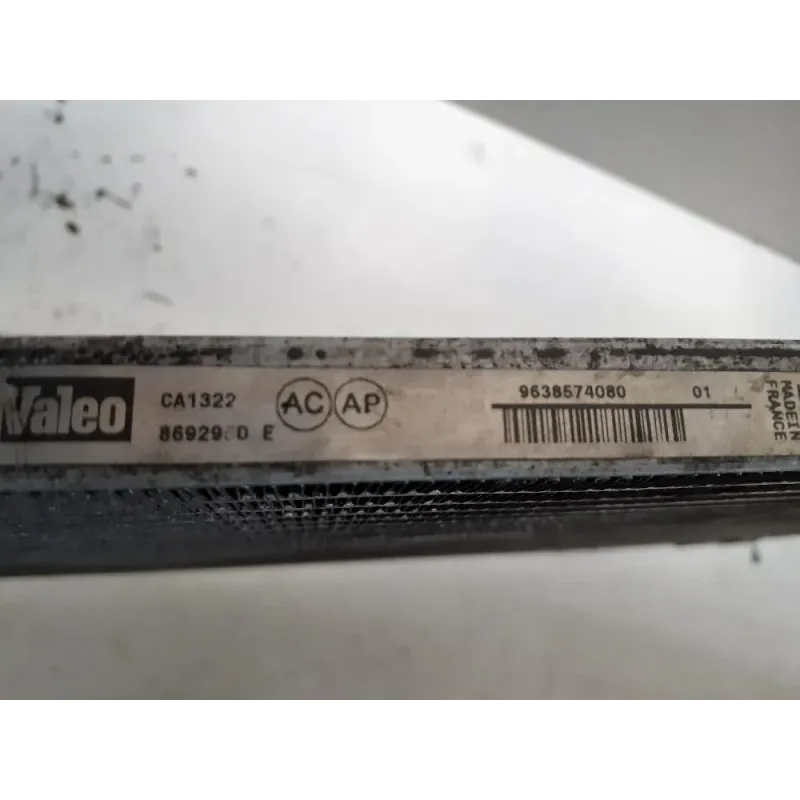 Valeo
CA1322
E
AC AP
9638574080 01
MADE IN
FRANCE